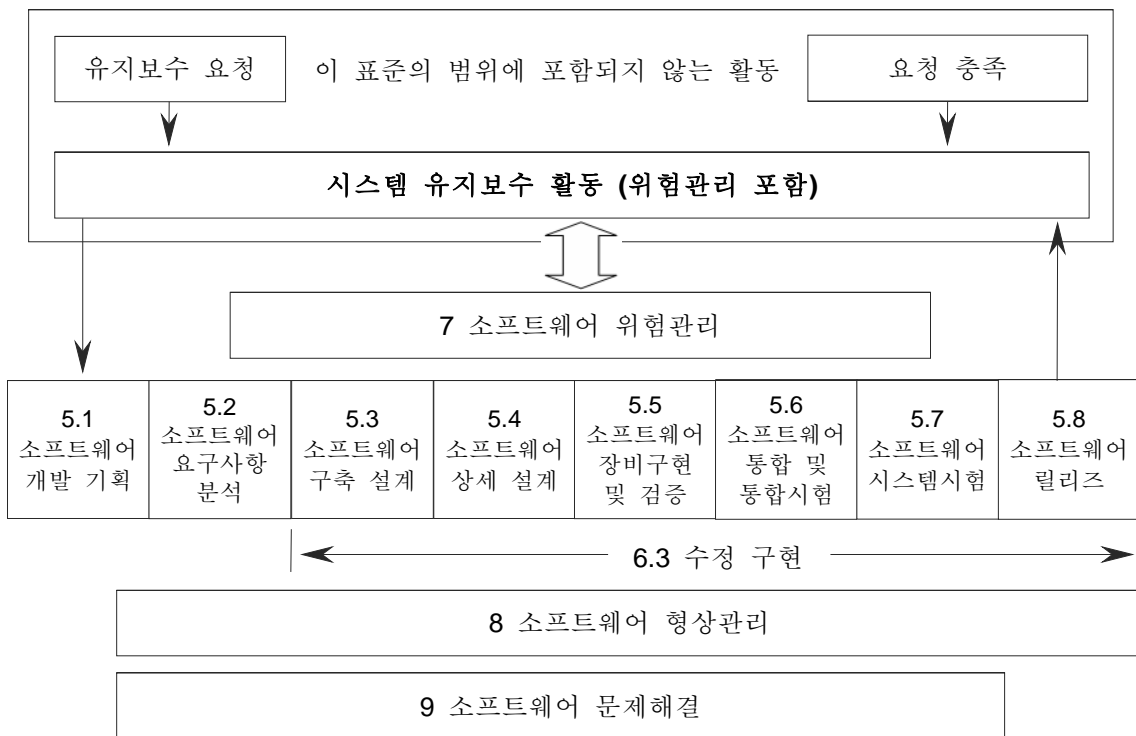 유지보수 요청
이 표준의 범위에 포함되지 않는 활동
요청 충족
시스템 유지보수 활동 (위험관리 포함)
7 소프트웨어 위험관리
5.1
소프트웨어
개발 기획
5.2
소프트웨어
요구사항
분석
5.3
소프트웨어
구축 설계
5.4
소프트웨어
상세 설계
5.5
소프트웨어
장비구현
및 검증
5.6
소프트웨어
통합 및
통합시험
5.7
소프트웨어
시스템시험
5.8
소프트웨어
릴리즈
6.3 수정 구현
8 소프트웨어 형상관리
9 소프트웨어 문제해결